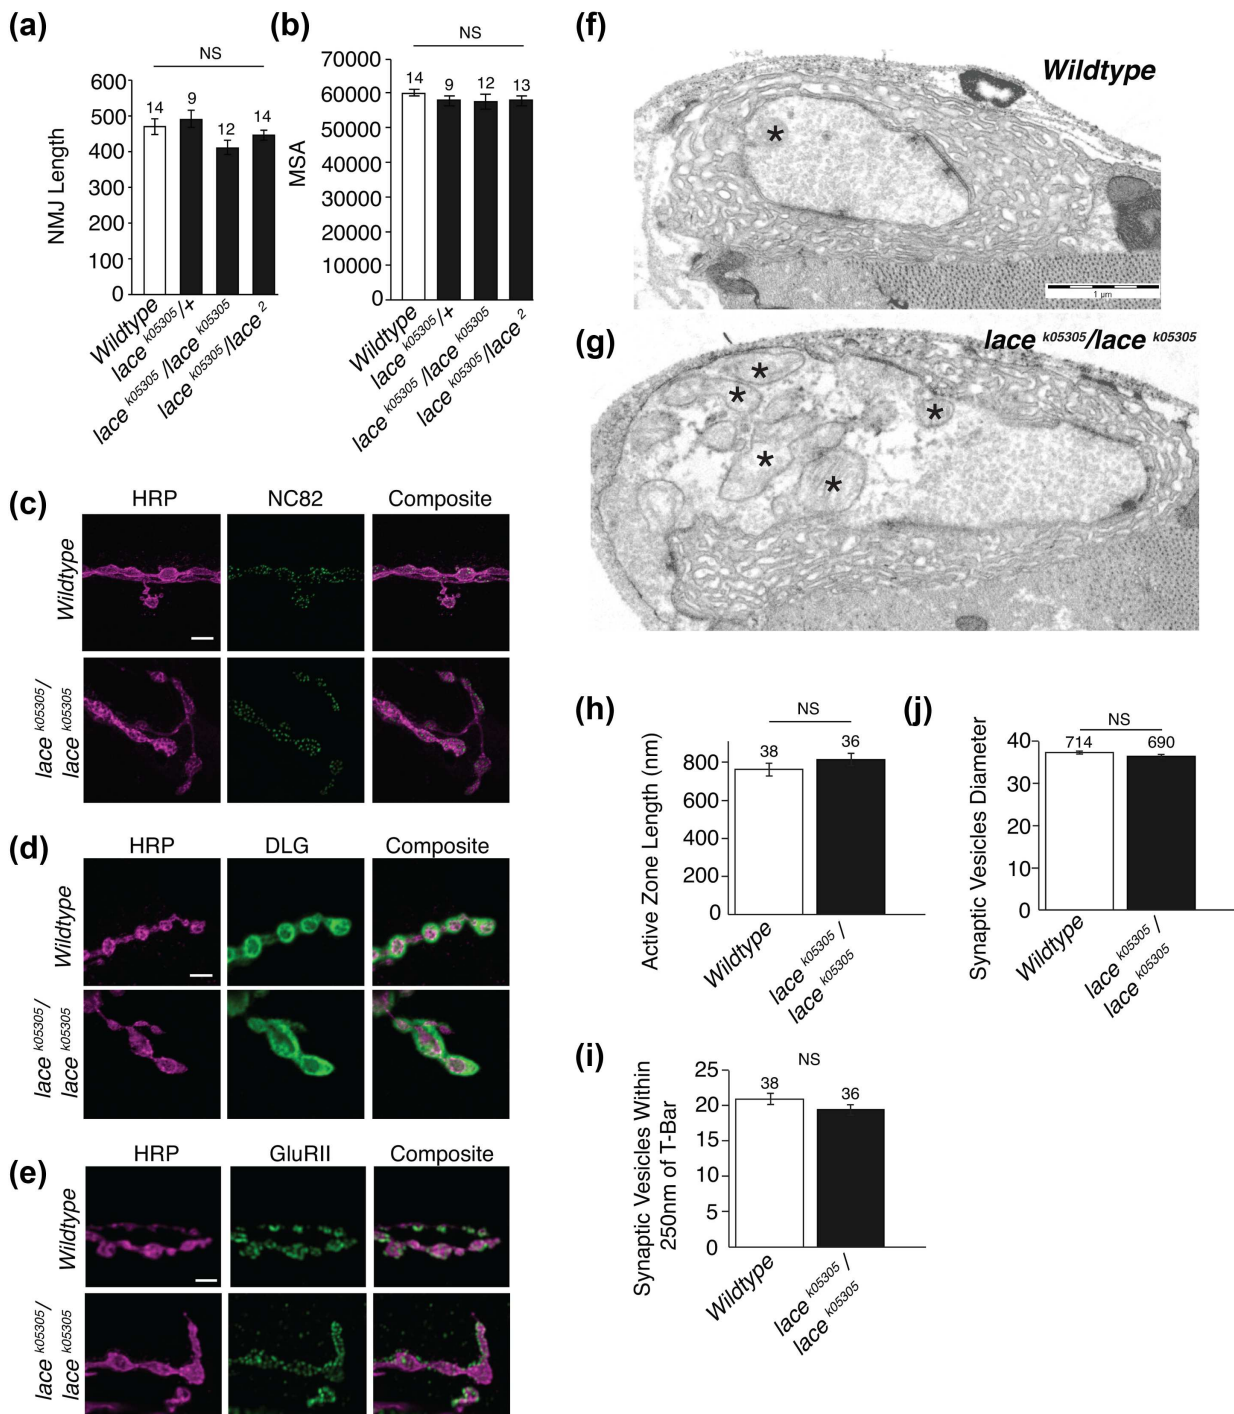 (a)
NS
600
500
400
300
200
100
0
NMJ Length
14
9
12
14
Wildtype
lace k05305/+
lace k05305/lace k05305
lace k05305/lace 2
(b)
NS
70000
60000
50000
40000
30000
20000
10000
0
MSA
14
9
12
13
Wildtype
lace k05305/+
lace k05305/lace k05305
lace k05305/lace 2
(c)
HRP NC82 Composite
Wildtype
lace k05305/
lace k05305
(d)
HRP DLG Composite
Wildtype
lace k05305/
lace k05305
(e)
HRP GluRII Composite
Wildtype
lace k05305/
lace k05305
(f)
Wildtype
*
1 µm
(g)
lace k05305/lace k05305
*
*
*
*
*
(h)
NS
38
36
800
600
400
200
0
Active Zone Length (nm)
Wildtype
lace k05305/
lace k05305
(j)
NS
714
690
40
30
20
10
0
Synaptic Vesicles Diameter
Wildtype
lace k05305/
lace k05305
(i)
NS
38
36
25
20
15
10
5
0
Synaptic Vesicles Within
250nm of T-Bar
Wildtype
lace k05305/
lace k05305